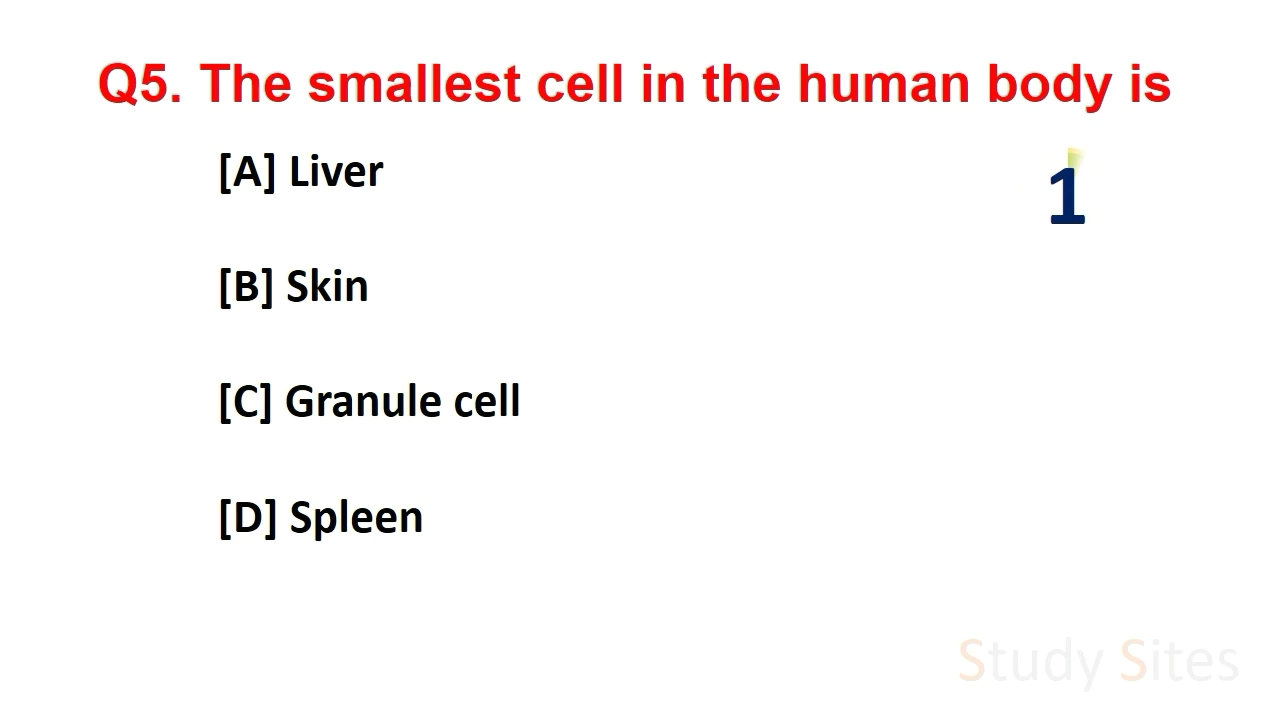 Q5. The smallest cell in the human body is
[A] Liver
1
[B] Skin
[C] Granule cell
[D] Spleen
Study Sites